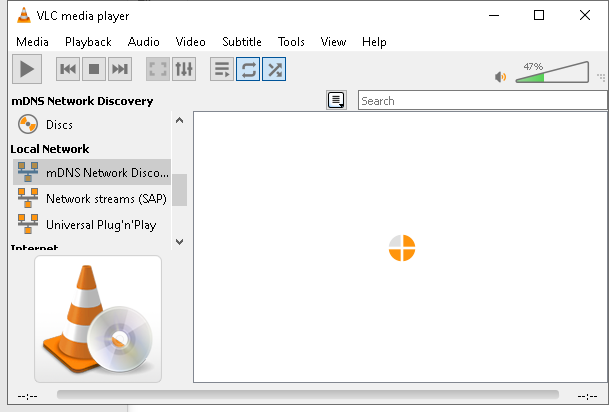 VLC media player
Media Playback Audio Video Subtitle Tools View Help
47%
mDNS Network Discovery
Search
Discs
Local Network
mDNS Network Disco...
Network streams (SAP)
Universal Plug'n'Play
Internet
--:-- --:--